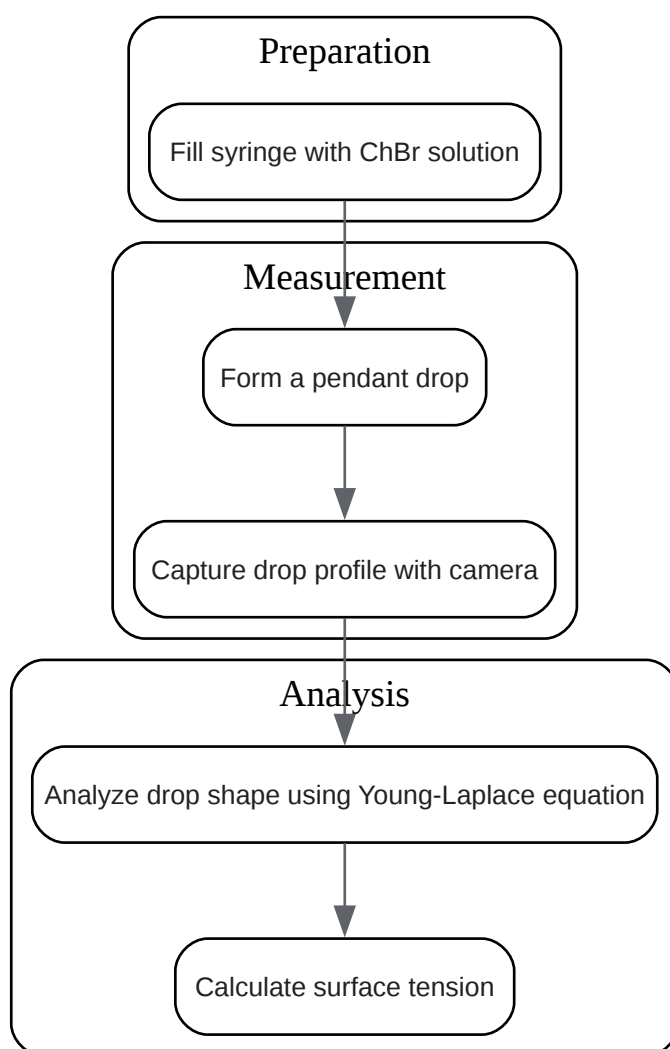 Preparation
Fill syringe with ChBr solution
Measurement
Form a pendant drop
Capture drop profile with camera
Analysis
Analyze drop shape using Young-Laplace equation
Calculate surface tension